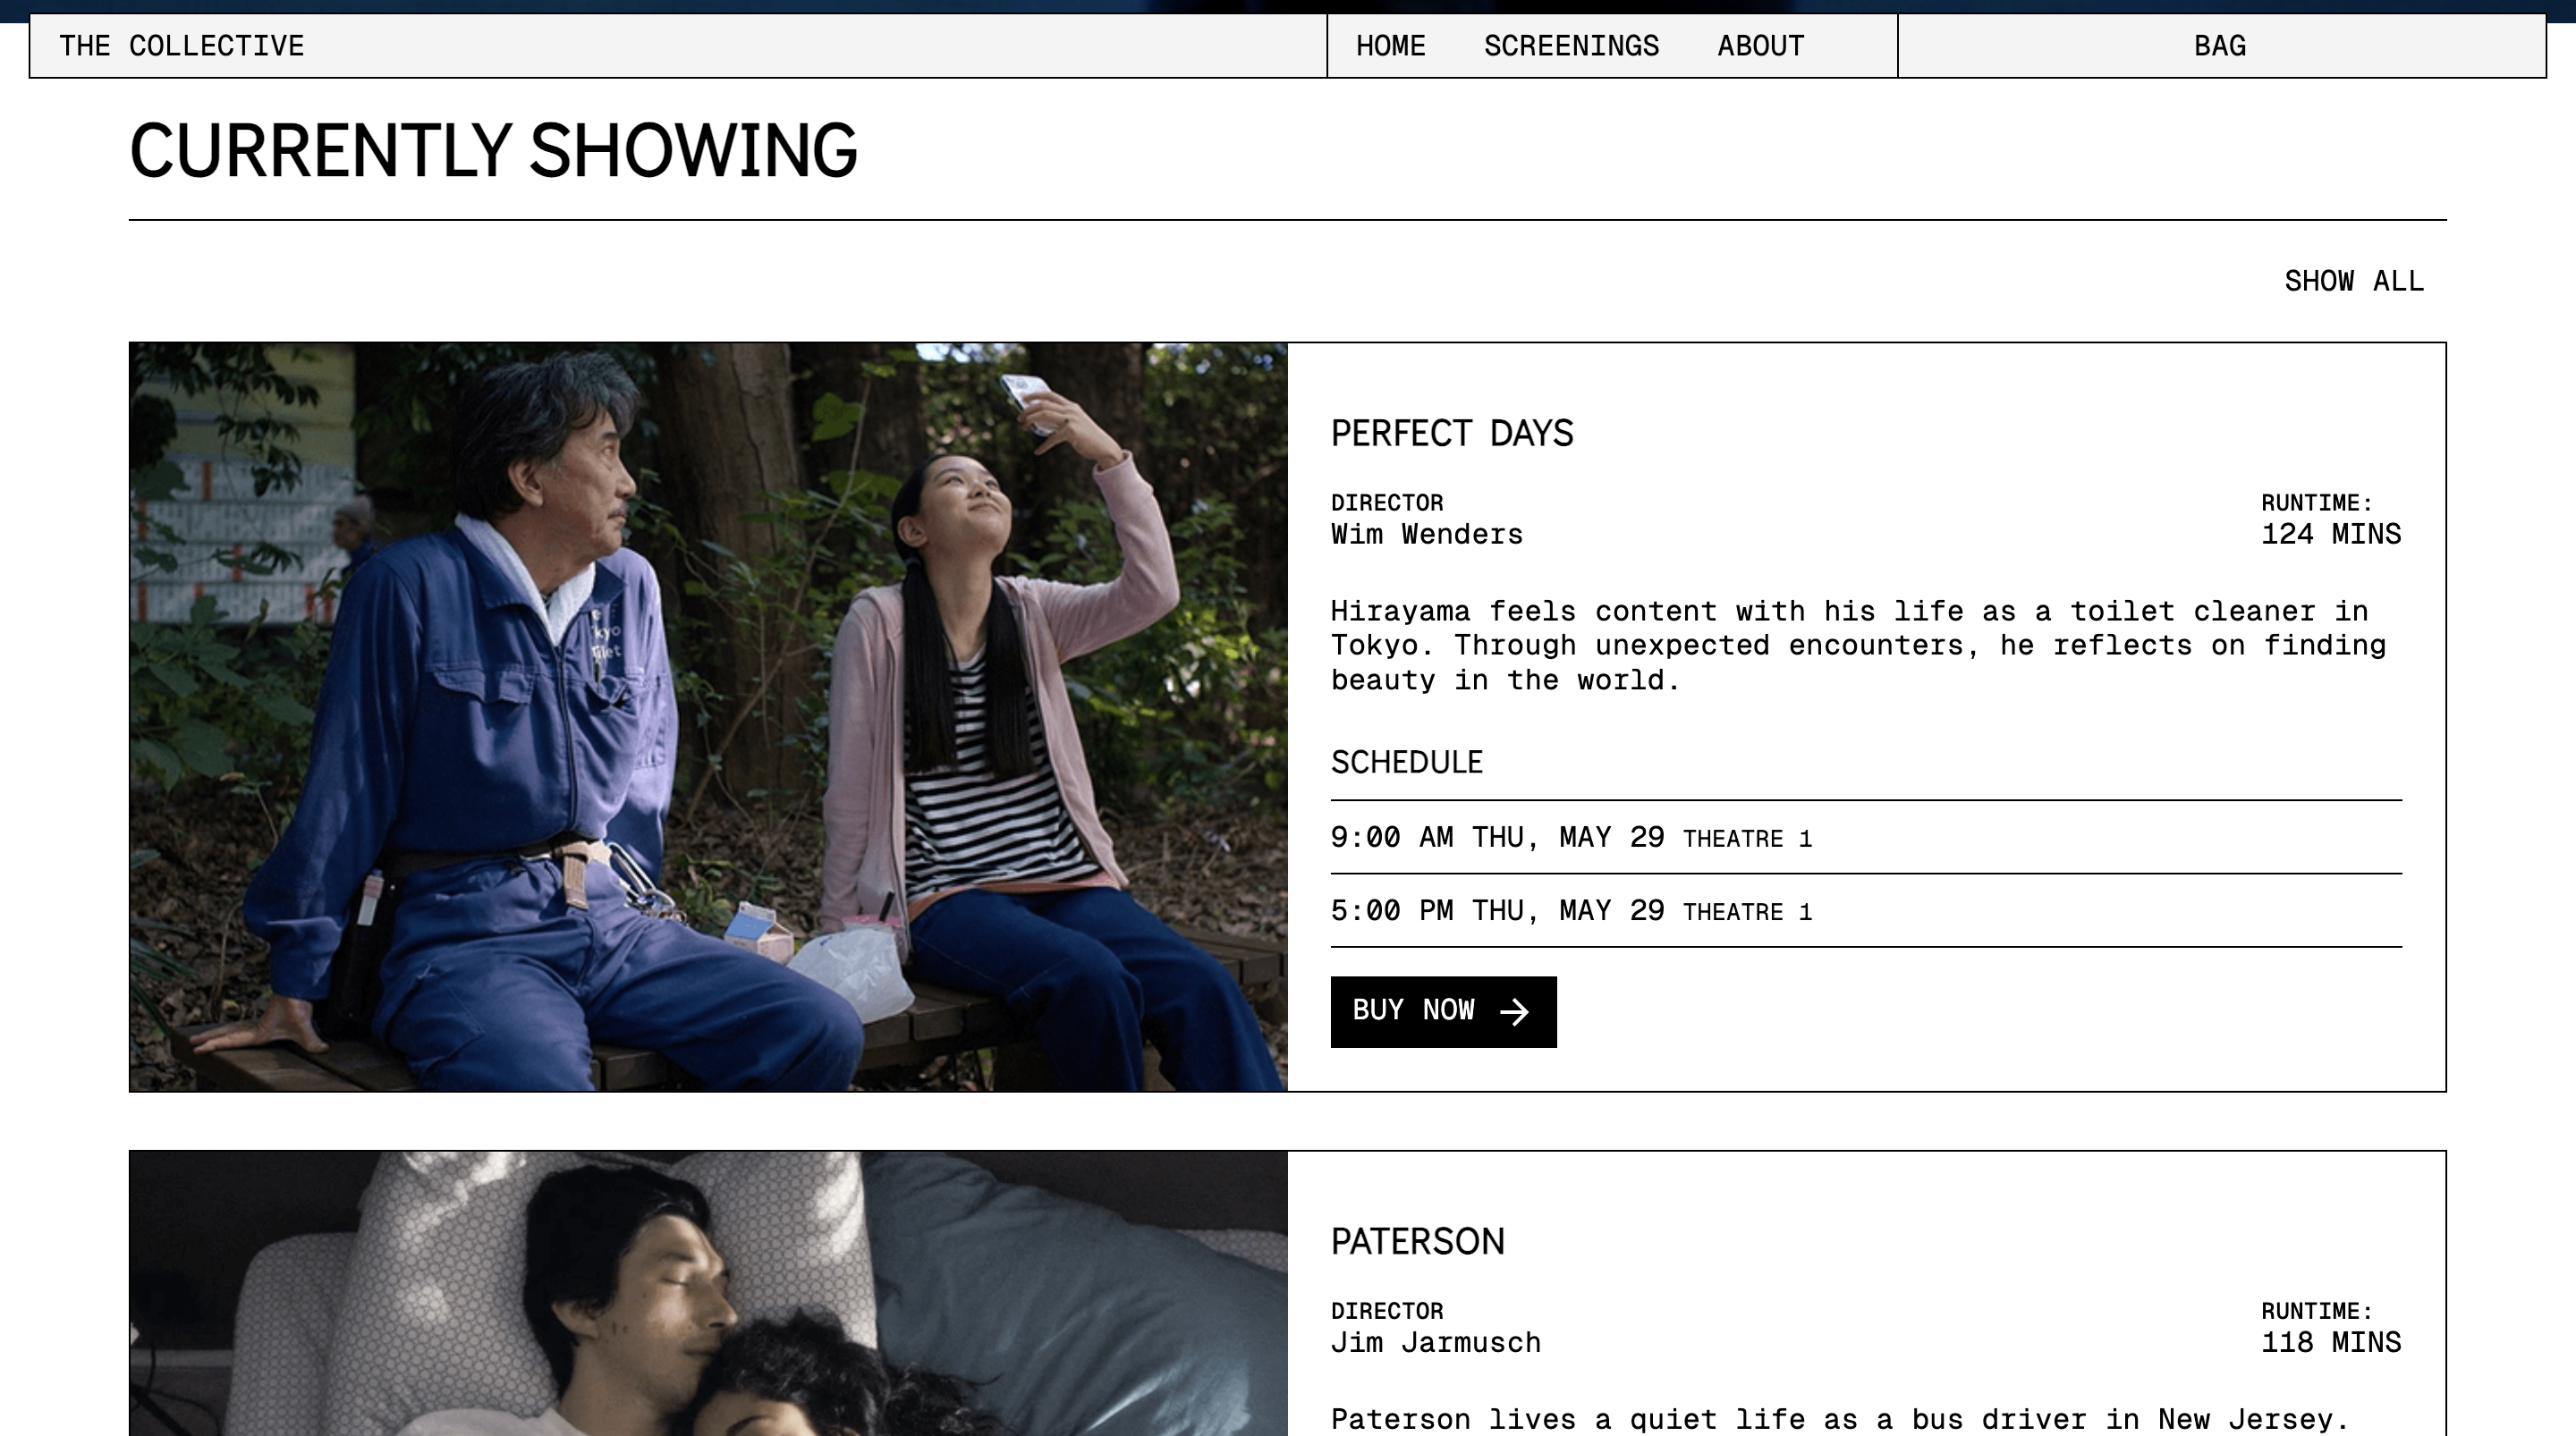 THE COLLECTIVE
HOME SCREENINGS ABOUT
BAG
CURRENTLY SHOWING
SHOW ALL
PERFECT DAYS
DIRECTOR
Wim Wenders
RUNTIME:
124 MINS
Hirayama feels content with his life as a toilet cleaner in
Tokyo. Through unexpected encounters, he reflects on finding
beauty in the world.
SCHEDULE
9:00 AM THU, MAY 29 THEATRE 1
5:00 PM THU, MAY 29 THEATRE 1
BUY NOW →
PATERSON
DIRECTOR
Jim Jarmusch
RUNTIME:
118 MINS
Paterson lives a quiet life as a bus driver in New Jersey.